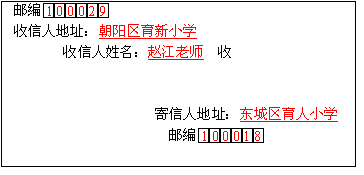 邮编100029
收信人地址：朝阳区育新小学
收信人姓名：赵江老师 收
寄信人地址：东城区育人小学
邮编100018